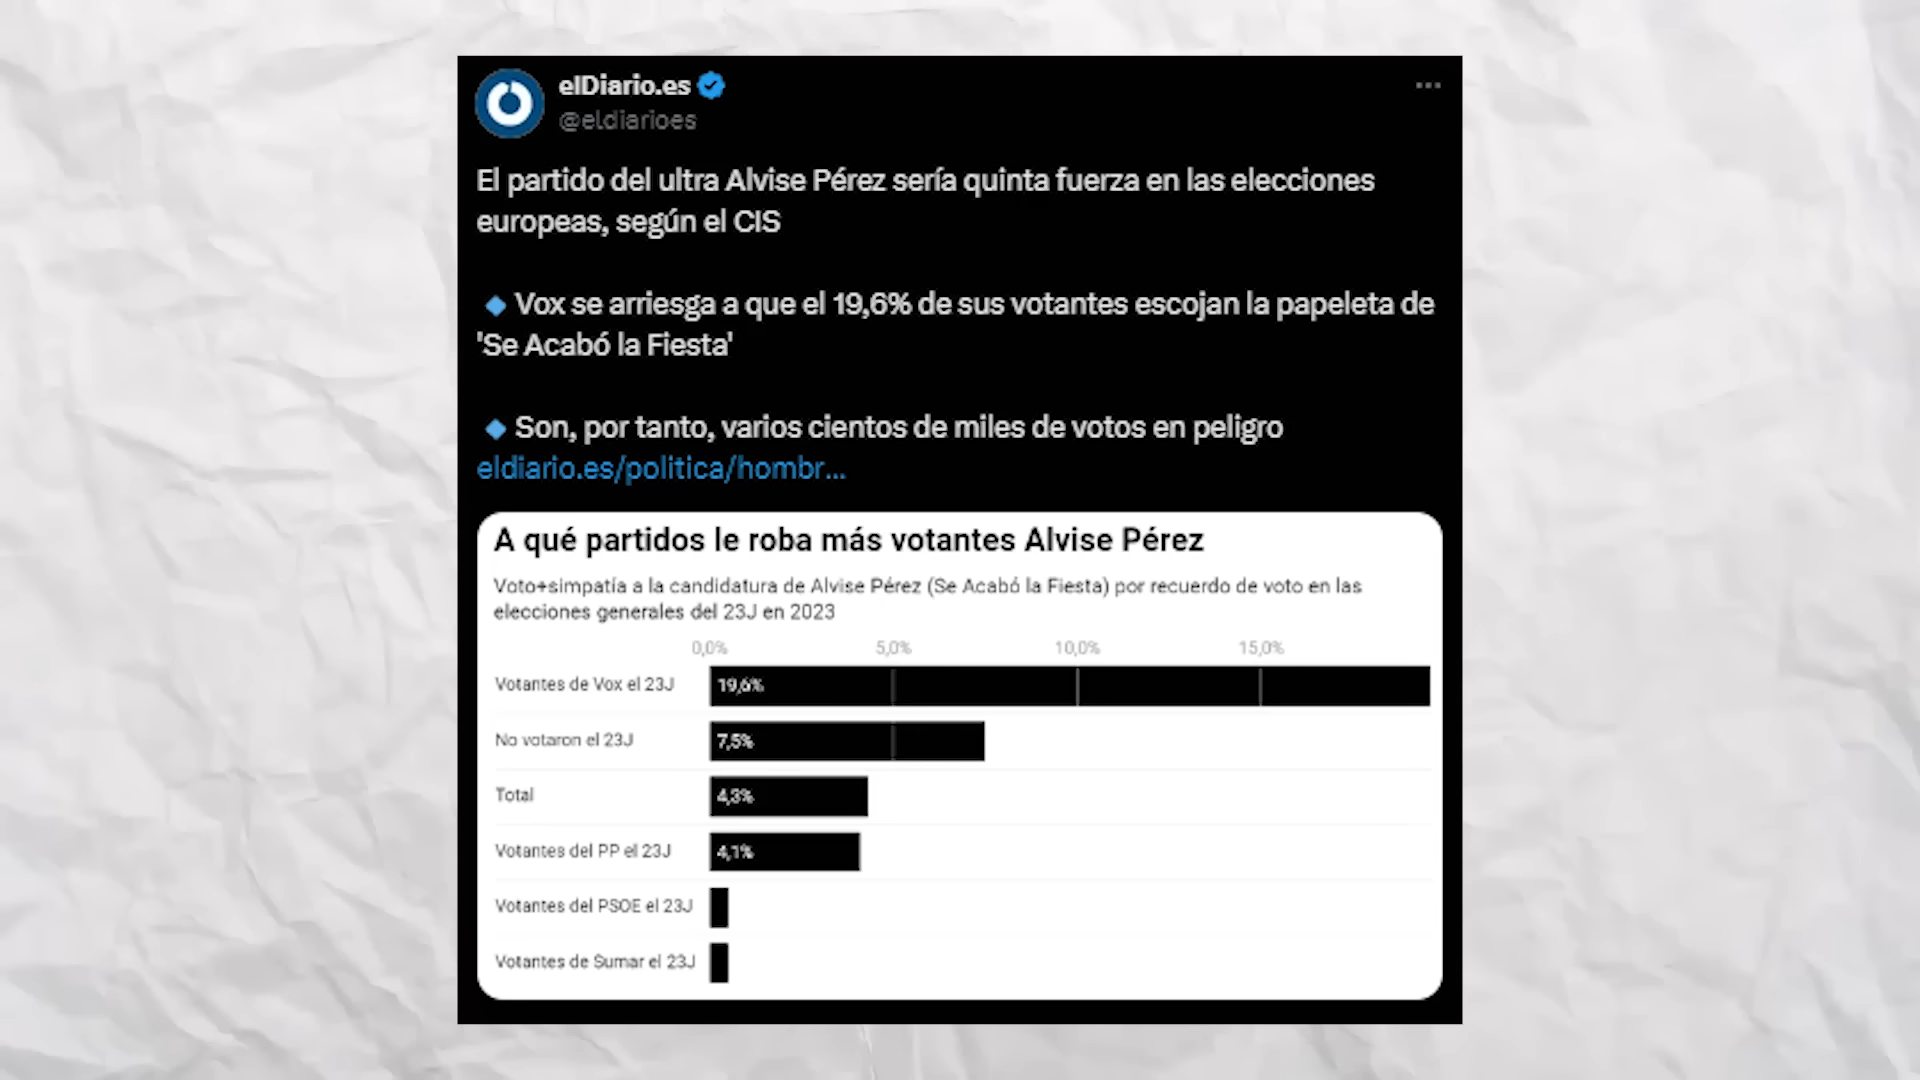 elDiario.es
@eldiarioes
El partido del ultra Alvise Pérez sería quinta fuerza en las elecciones
europeas, según el CIS
Vox se arriesga a que el 19,6% de sus votantes escojan la papeleta de
'Se Acabó la Fiesta'
Son, por tanto, varios cientos de miles de votos en peligro
eldiario.es/politica/hombr...
A qué partidos le roba más votantes Alvise Pérez
Voto+simpatía a la candidatura de Alvise Pérez (Se Acabó la Fiesta) por recuerdo de voto en las
elecciones generales del 23J en 2023
0,0% 5,0% 10,0% 15,0%
Votantes de Vox el 23J 19,6%
No votaron el 23J 7,5%
Total 4,3%
Votantes del PP el 23J 4,1%
Votantes del PSOE el 23J
Votantes de Sumar el 23J